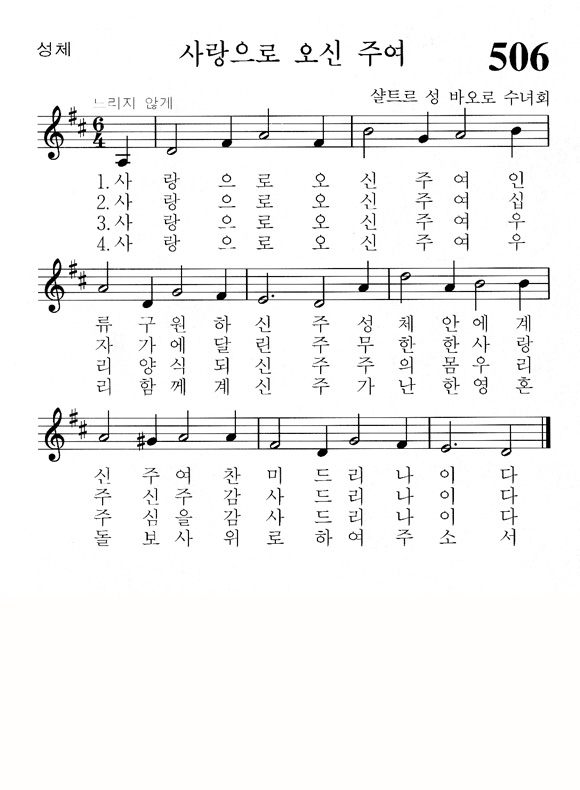 성체
사랑으로 오신 주여
506
느리지 않게
샬트르 성 바오로 수녀회
6
4
1.사 랑 으 로 오 신 주 여 인
2.사 랑 으 로 오 신 주 여 십
3.사 랑 으 로 오 신 주 여 우
4.사 랑 으 로 오 신 주 여 우
류 구 원 하 신 주 성 체 안 에 계
자 가 에 달 린 주 무 한 한 사 랑
리 양 식 되 신 주 주 의 몸 우 리
리 함 께 계 신 주 가 난 한 영 혼
신 주 여 찬 미 드 리 나 이 다
주 신 주 감 사 드 리 나 이 다
주 심 을 감 사 드 리 나 이 다
돌 보 사 위 로 하 여 주 소 서